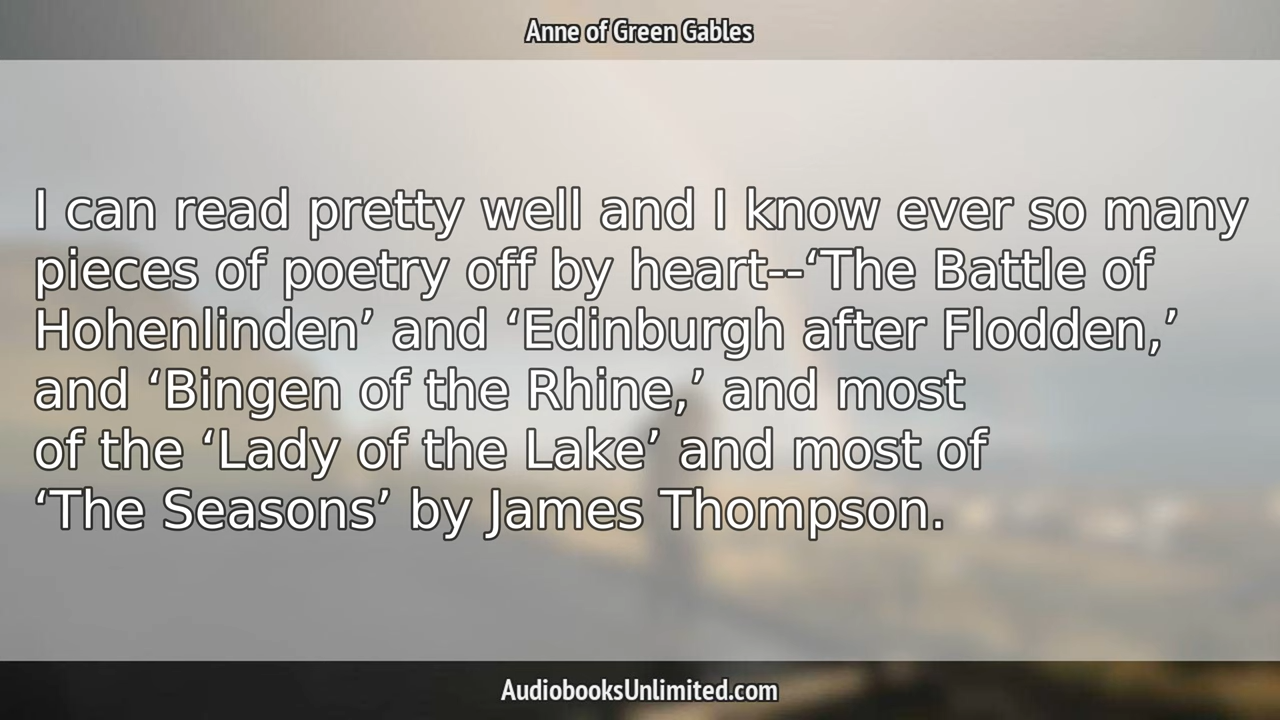 Anne of Green Gables
I can read pretty well and I know ever so many
pieces of poetry off by heart--‘The Battle of
Hohenlinden’ and ‘Edinburgh after Flodden,’
and ‘Bingen of the Rhine,’ and most
of the ‘Lady of the Lake’ and most of
‘The Seasons’ by James Thompson.
AudiobooksUnlimited.com